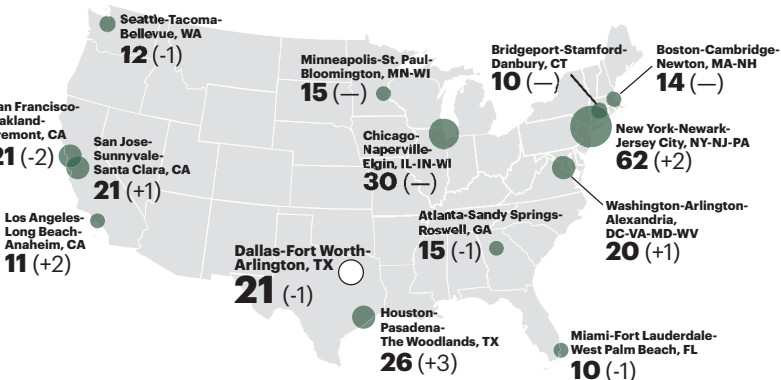 Seattle-Tacoma-
Bellevue, WA
12 (-1)
Minneapolis-St. Paul-
Bloomington, MN-WI
15 (—)
Bridgeport-Stamford-
Danbury, CT
10 (—)
Boston-Cambridge-
Newton, MA-NH
14 (—)
an Francisco-
akland-
remont, CA
21 (-2)
San Jose-
Sunnyvale-
Santa Clara, CA
21 (+1)
Chicago-
Naperville-
Elgin, IL-IN-WI
30 (—)
New York-Newark-
Jersey City, NY-NJ-PA
62 (+2)
Los Angeles-
Long Beach-
Anaheim, CA
11 (+2)
Atlanta-Sandy Springs-
Roswell, GA
15 (-1)
Washington-Arlington-
Alexandria,
DC-VA-MD-WV
20 (+1)
Dallas-Fort Worth-
Arlington, TX
21 (-1)
Houston-
Pasadena-
The Woodlands, TX
26 (+3)
Miami-Fort Lauderdale-
West Palm Beach, FL
10 (-1)